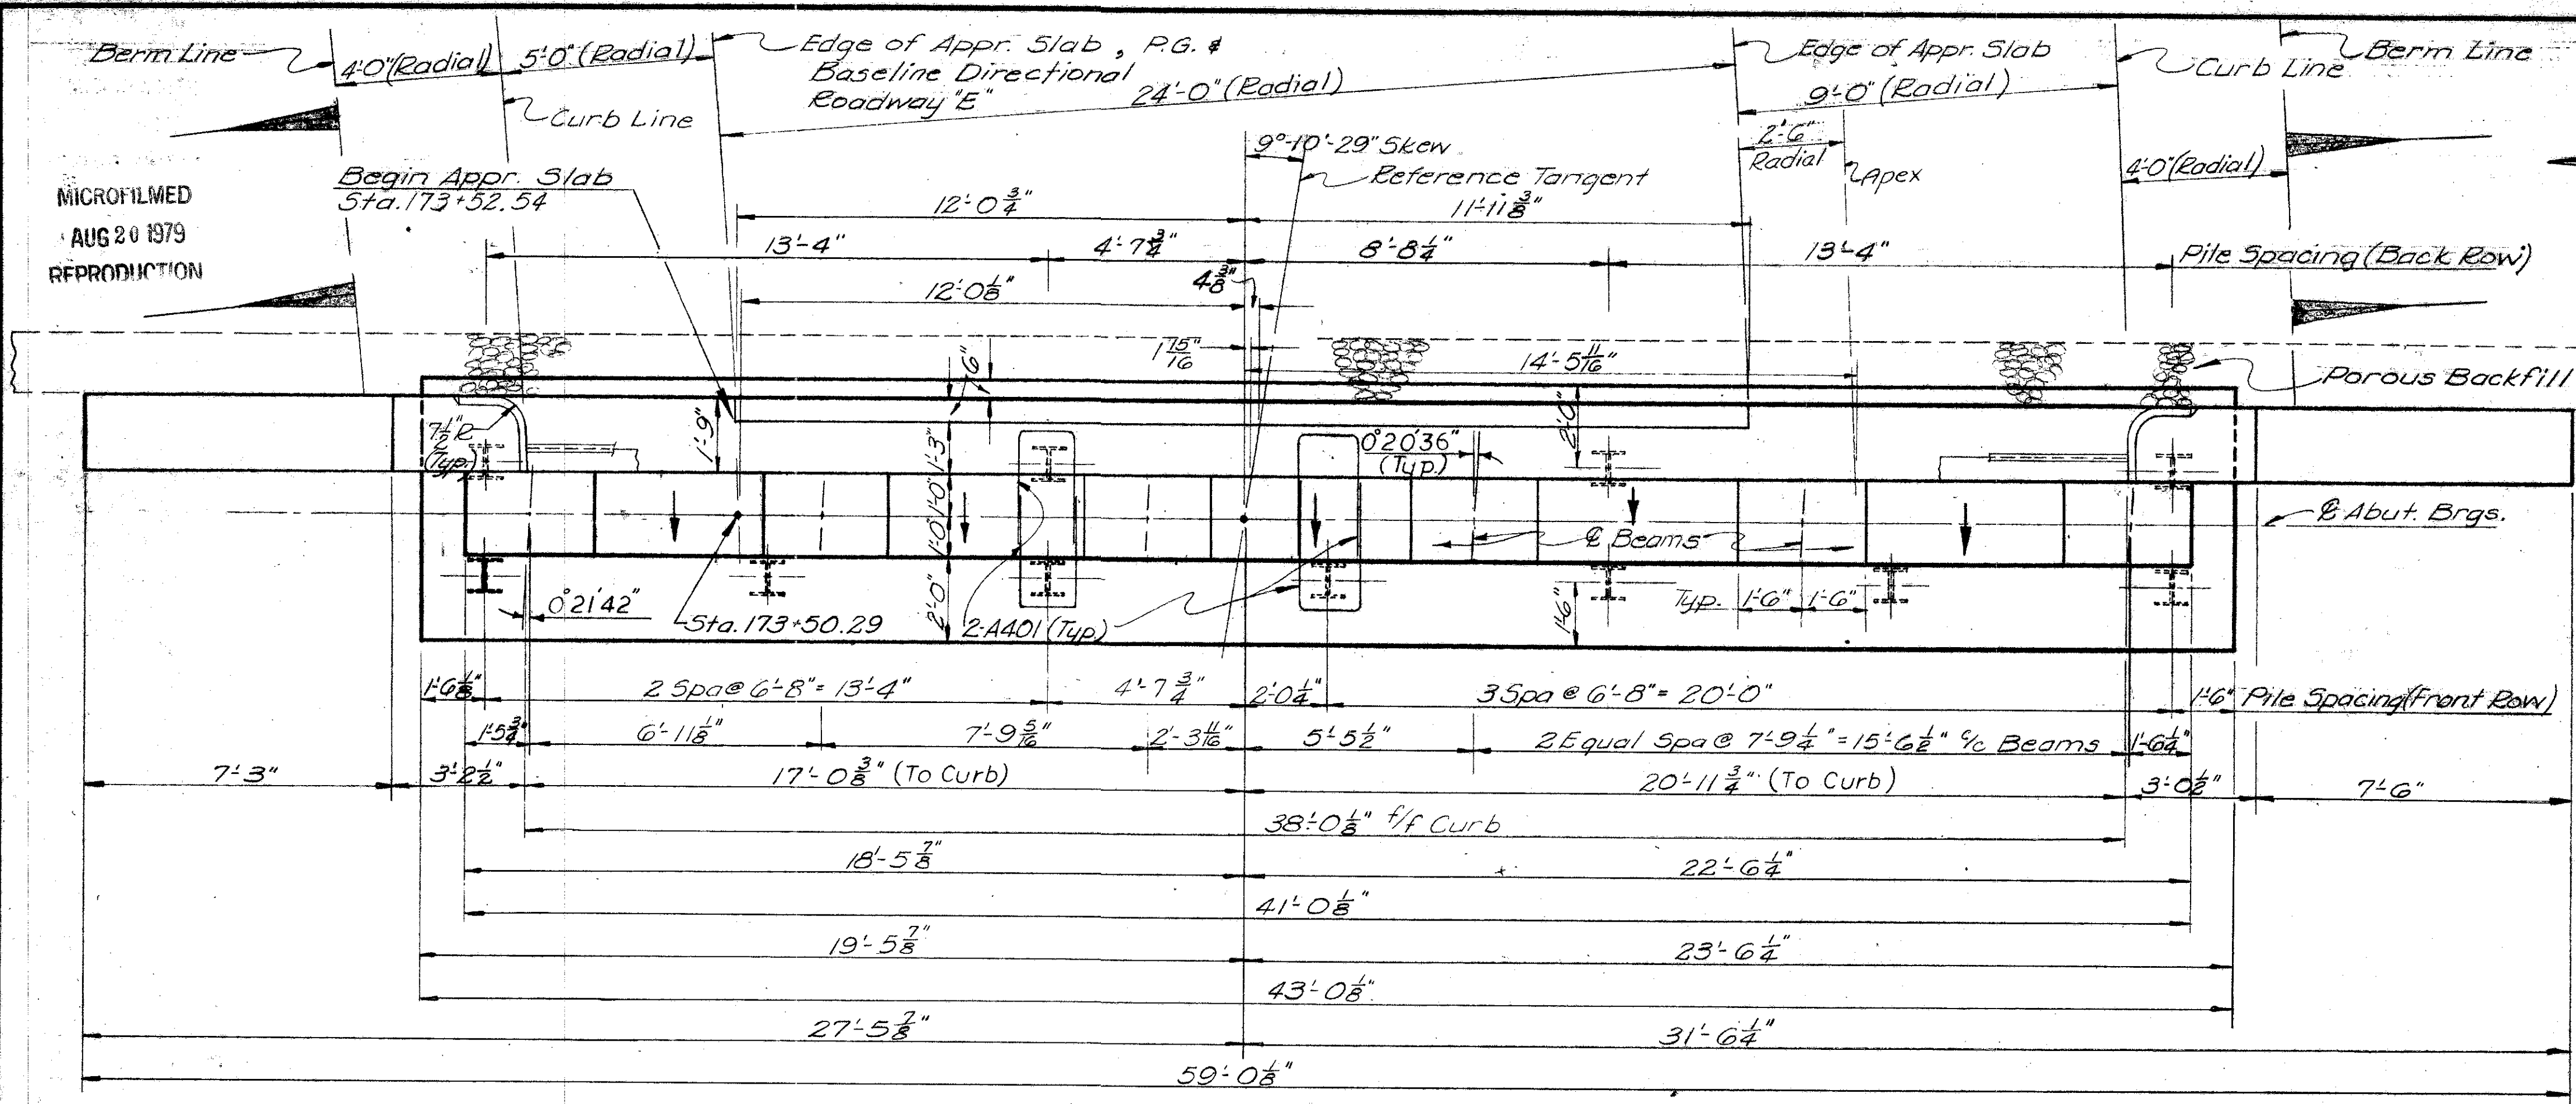 Berm Line
4'-0" (Radial)
5'-0" (Radial)
Edge of Appr. Slab, P.G. &
Baseline Directional
Roadway "E"
24'-0" (Radial)
Edge of Appr. Slab
9'-0" (Radial)
Curb Line
Berm Line
Curb Line
9°-10'-29" Skew
Reference Tangent
2'-6"
Radial
Apex
4'-0" (Radial)
MICROFILMED
AUG 20 1979
REPRODUCTION
Begin Appr. Slab
Sta. 173+52.54
12'-0 3/4"
11'-11 3/8"
13'-4"
4'-7 3/4"
8'-8 1/4"
13'-4"
Pile Spacing (Back Row)
12'-0 1/8"
4 3/8"
1 15/16"
14'-5 11/16"
6"
Porous Backfill
7 1/2" R
(Typ.)
1'-9"
1'-3"
2'-0"
0°20'36"
(Typ.)
1'-0"
1'-0"
℄ Abut. Brgs.
℄ Beams
0°21'42"
Sta. 173+50.29
2'-0"
2-A401 (Typ.)
1'-6"
Typ. 1'-6" 1'-6"
1'-6 1/8"
2 Spa @ 6'-8" = 13'-4"
4'-7 3/4"
2'-0 1/4"
3 Spa @ 6'-8" = 20'-0"
1'-6"
Pile Spacing (Front Row)
1'-5 3/4"
6'-11 1/8"
7'-9 5/16"
2'-3 11/16"
5'-5 1/2"
2 Equal Spa @ 7'-9 1/4" = 15'-6 1/2" c/c Beams
1'-6 1/4"
7'-3"
3'-2 1/2"
17'-0 3/8" (To Curb)
20'-11 3/4" (To Curb)
3'-0 1/2"
7'-6"
38'-0 1/8" f/f Curb
18'-5 7/8"
22'-6 1/4"
41'-0 1/8"
19'-5 7/8"
23'-6 1/4"
43'-0 1/8"
27'-5 7/8"
31'-6 1/4"
59'-0 1/8"